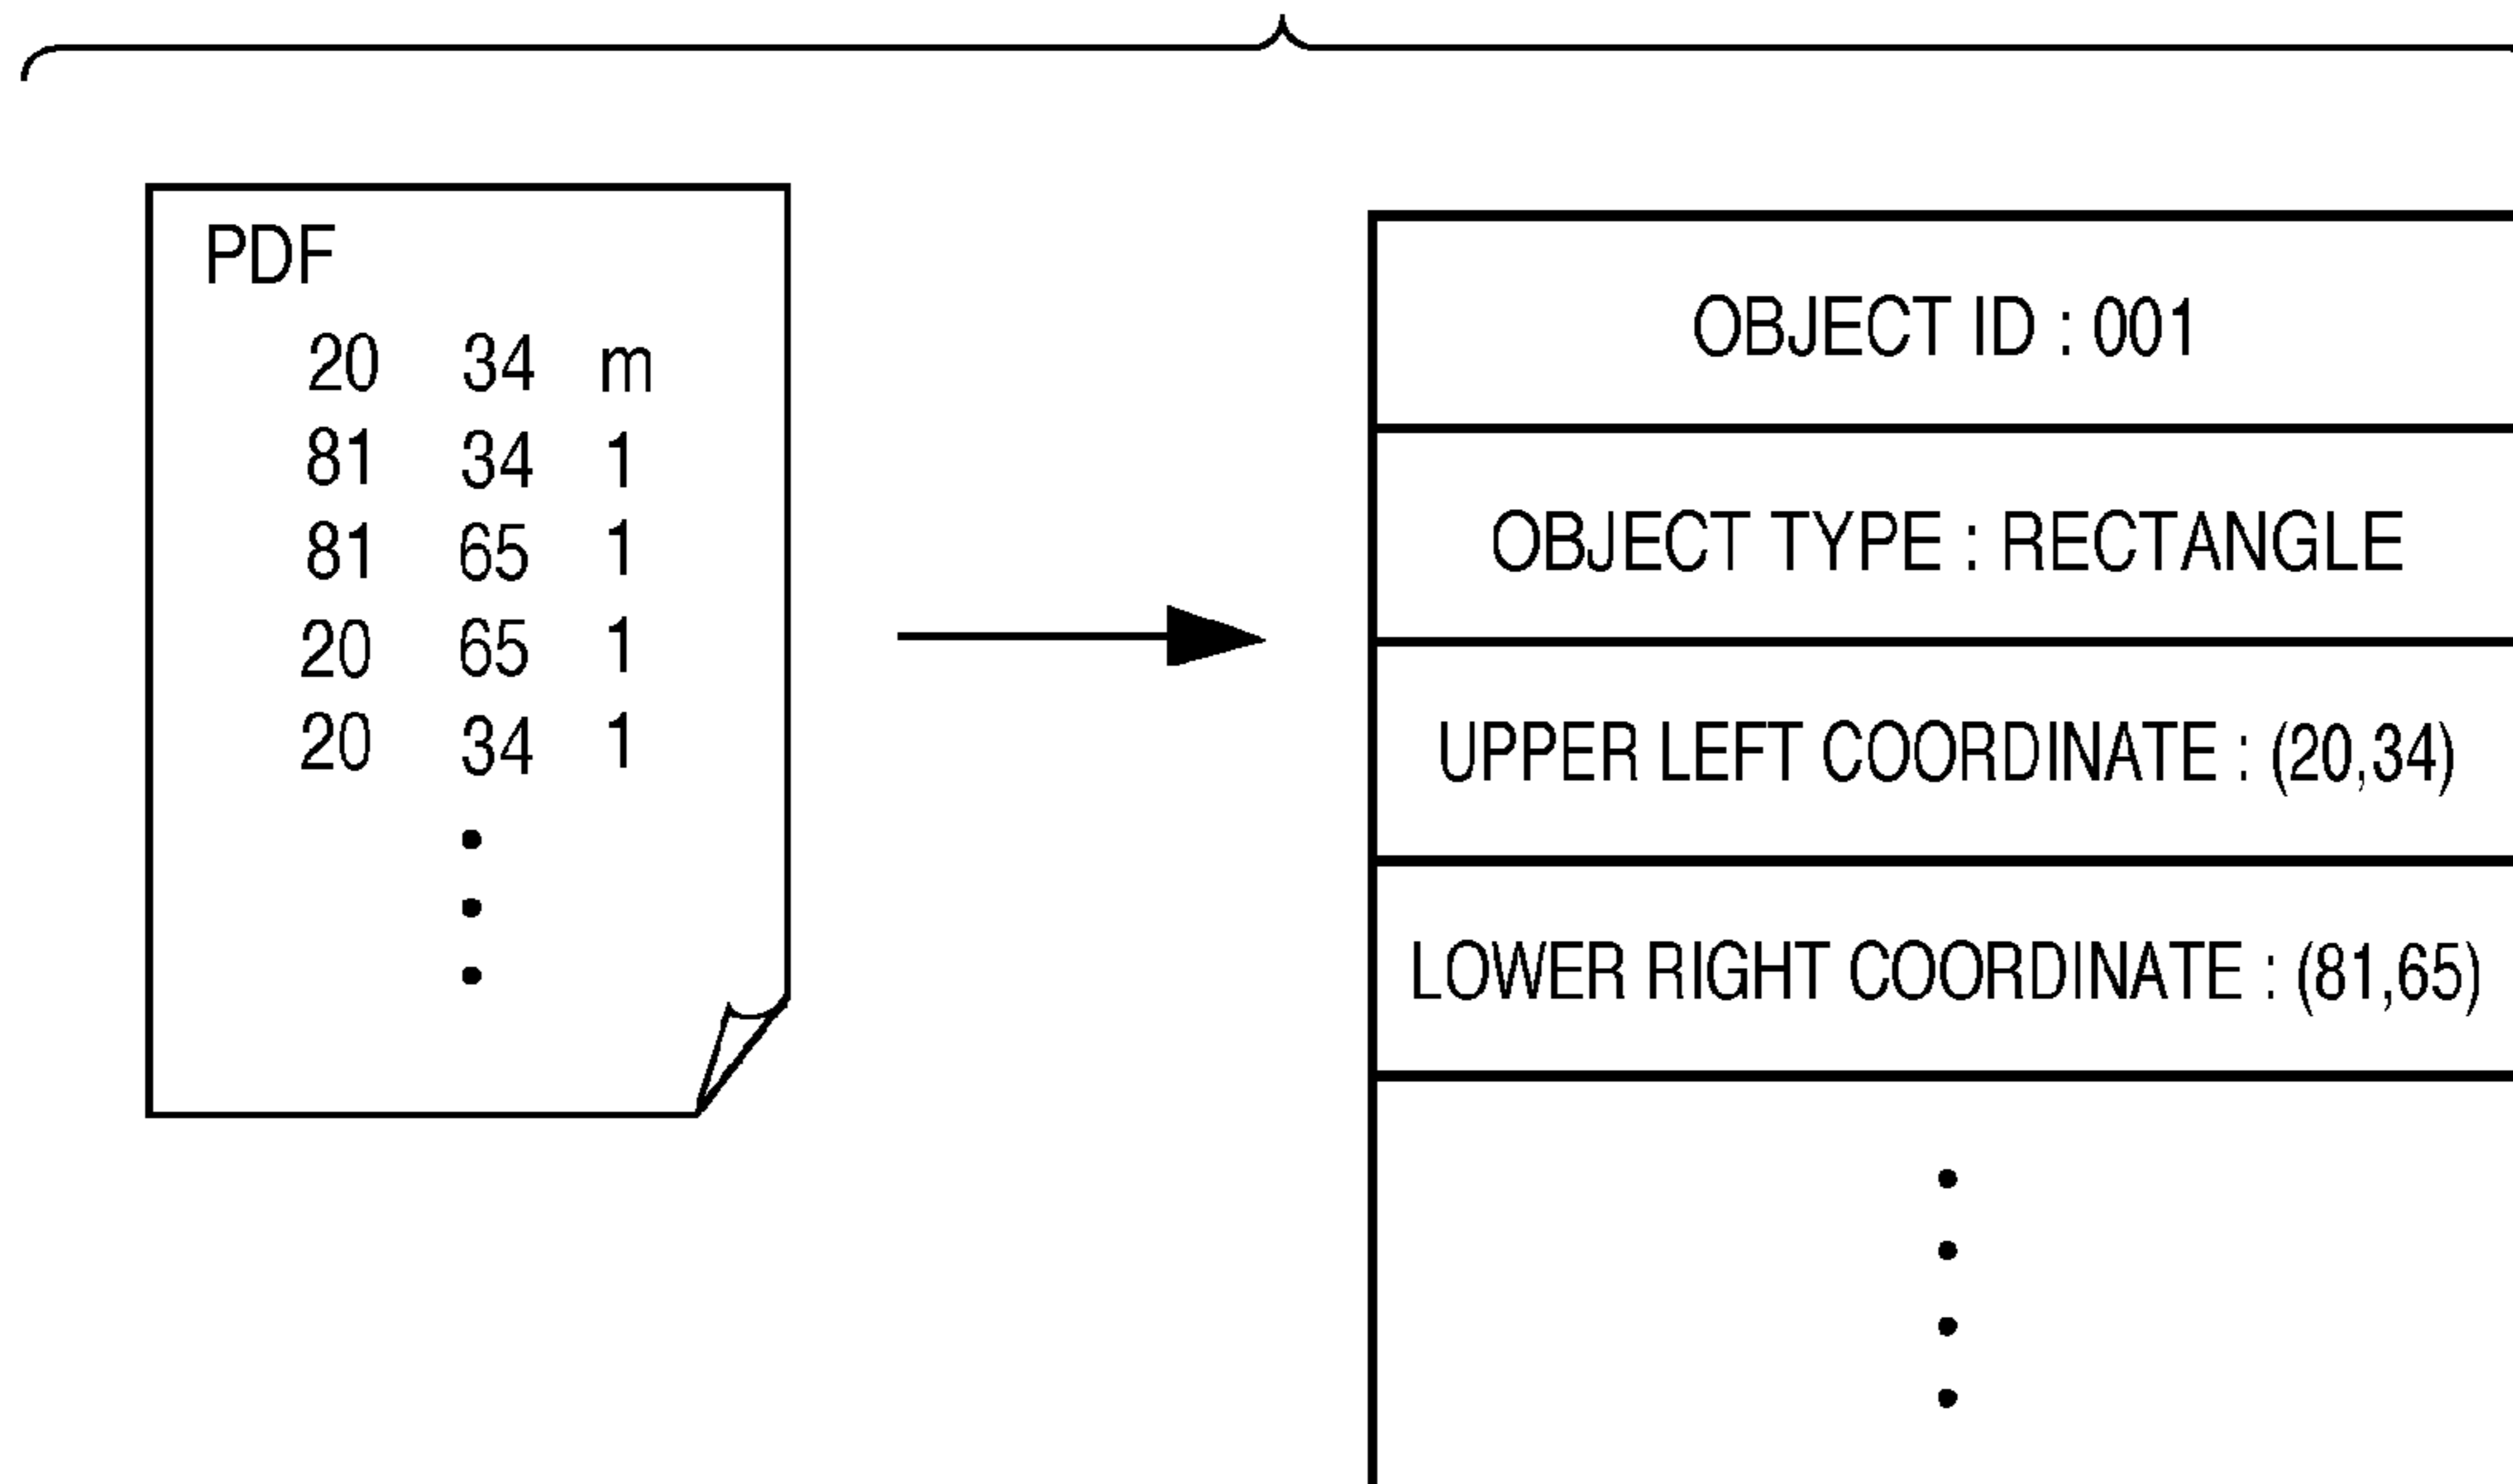 PDF
20 34 m
81 34 1
81 65 1
20 65 1
20 34 1
OBJECT ID : 001
OBJECT TYPE : RECTANGLE
UPPER LEFT COORDINATE : (20,34)
LOWER RIGHT COORDINATE : (81,65)